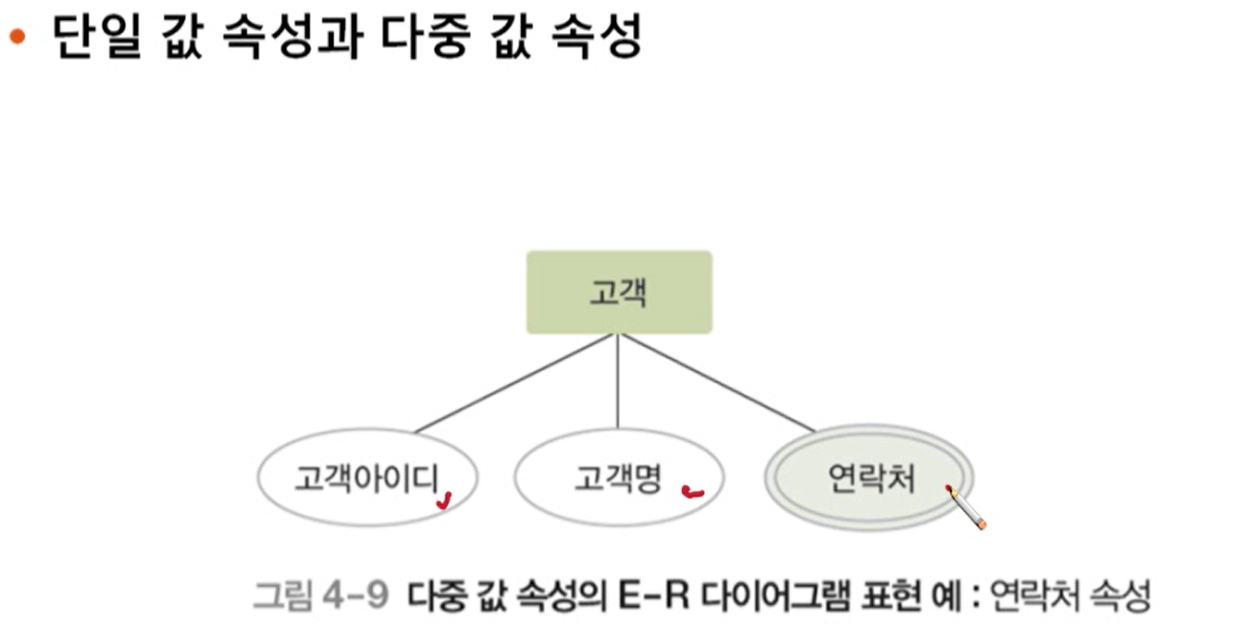 • 단일 값 속성과 다중 값 속성
고객
고객아이디 고객명 연락처
그림 4-9 다중 값 속성의 E-R 다이어그램 표현 예 : 연락처 속성